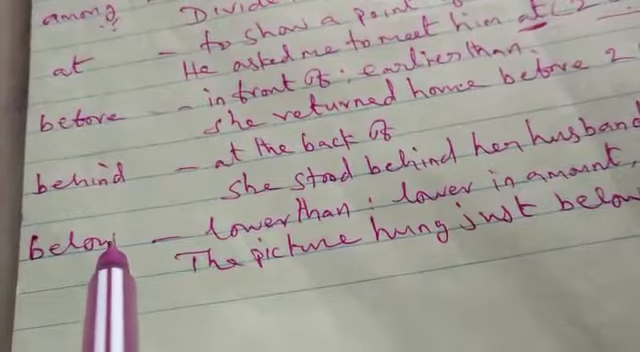 among Divide
at - to show a point
He asked me to meet him at (2
before - in front of; earlier than.
she returned home before 2
behind - at the back of
she stood behind her husband
below - lower than; lower in amount,
The picture hung just below